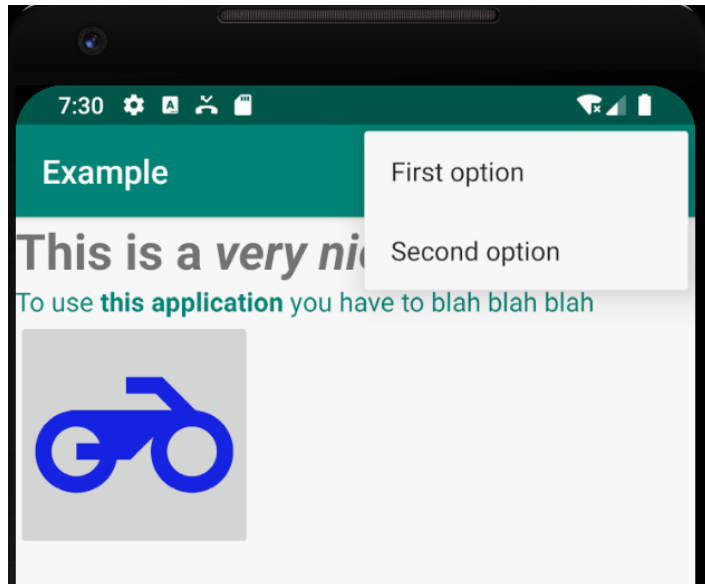 7:30
Example
First option
Second option
This is a very
To use this application you have to blah blah blah